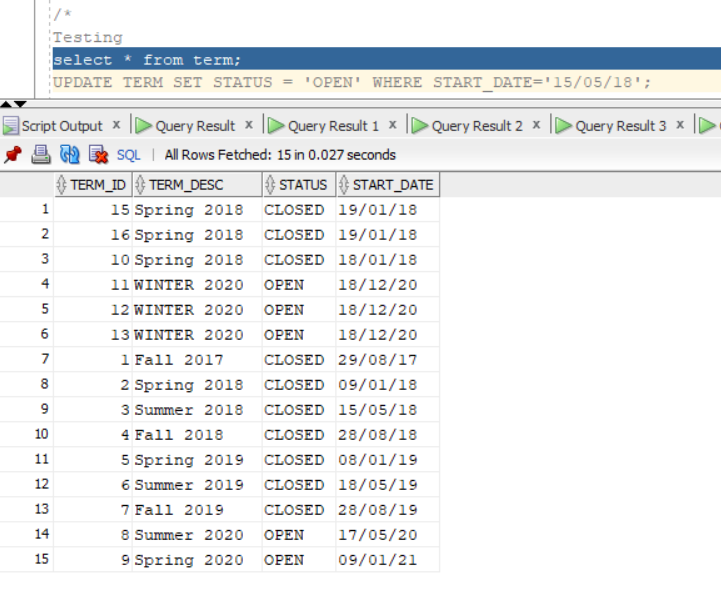 /*
Testing
select * from term;
UPDATE TERM SET STATUS = 'OPEN' WHERE START_DATE='15/05/18';
Script Output x Query Result x Query Result 1 x Query Result 2 x Query Result 3 x
SQL | All Rows Fetched: 15 in 0.027 seconds
TERM_ID TERM_DESC STATUS START_DATE
1 15 Spring 2018 CLOSED 19/01/18
2 16 Spring 2018 CLOSED 19/01/18
3 10 Spring 2018 CLOSED 18/01/18
4 11 WINTER 2020 OPEN 18/12/20
5 12 WINTER 2020 OPEN 18/12/20
6 13 WINTER 2020 OPEN 18/12/20
7 1 Fall 2017 CLOSED 29/08/17
8 2 Spring 2018 CLOSED 09/01/18
9 3 Summer 2018 CLOSED 15/05/18
10 4 Fall 2018 CLOSED 28/08/18
11 5 Spring 2019 CLOSED 08/01/19
12 6 Summer 2019 CLOSED 18/05/19
13 7 Fall 2019 CLOSED 28/08/19
14 8 Summer 2020 OPEN 17/05/20
15 9 Spring 2020 OPEN 09/01/21